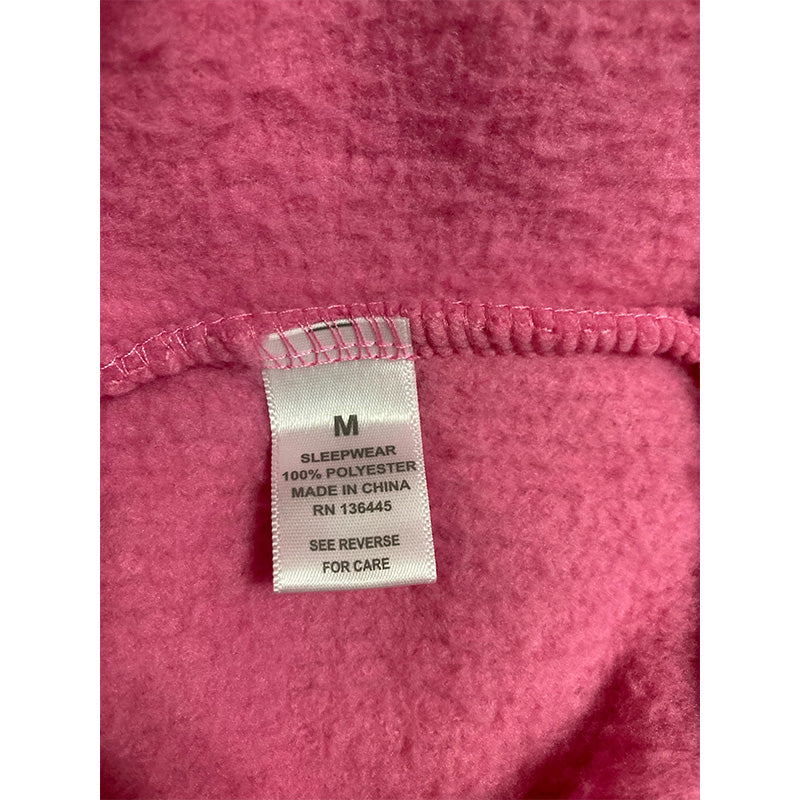 M
SLEEPWEAR
100% POLYESTER
MADE IN CHINA
RN 136445
SEE REVERSE
FOR CARE